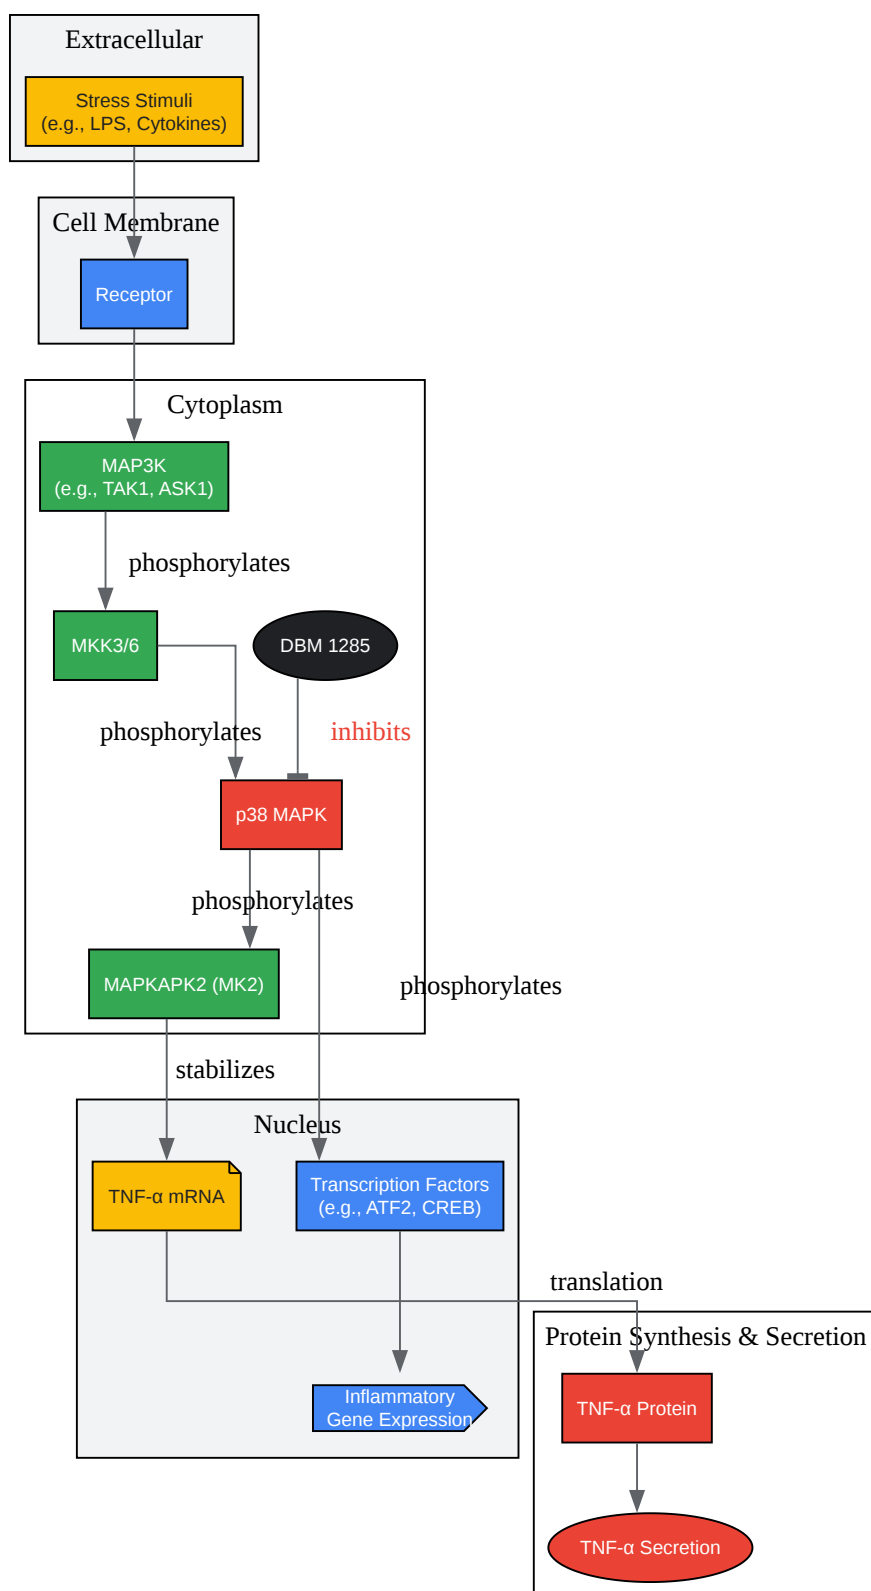 Extracellular
Stress Stimuli
(e.g., LPS, Cytokines)
Cell Membrane
Receptor
Cytoplasm
MAP3K
(e.g., TAK1, ASK1)
phosphorylates
MKK3/6
DBM 1285
phosphorylates
inhibits
p38 MAPK
phosphorylates
MAPKAPK2 (MK2)
phosphorylates
stabilizes
Nucleus
TNF-α mRNA
Transcription Factors
(e.g., ATF2, CREB)
translation
Protein Synthesis & Secretion
Inflammatory
Gene Expression
TNF-α Protein
TNF-α Secretion